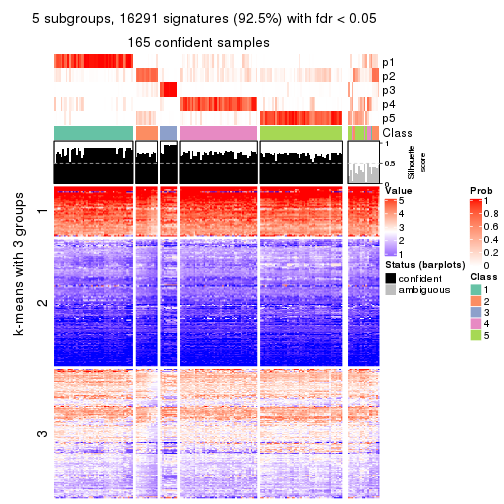 5 subgroups, 16291 signatures (92.5%) with fdr < 0.05
165 confident samples
p1
p2
p3
p4
p5
Class
1
0.5
0
Silhouette
score
k-means with 3 groups
1
2
3
Value
5
4
3
2
1
Status (barplots)
confident
ambiguous
Prob
1
0.8
0.6
0.4
0.2
0
Class
1
2
3
4
5